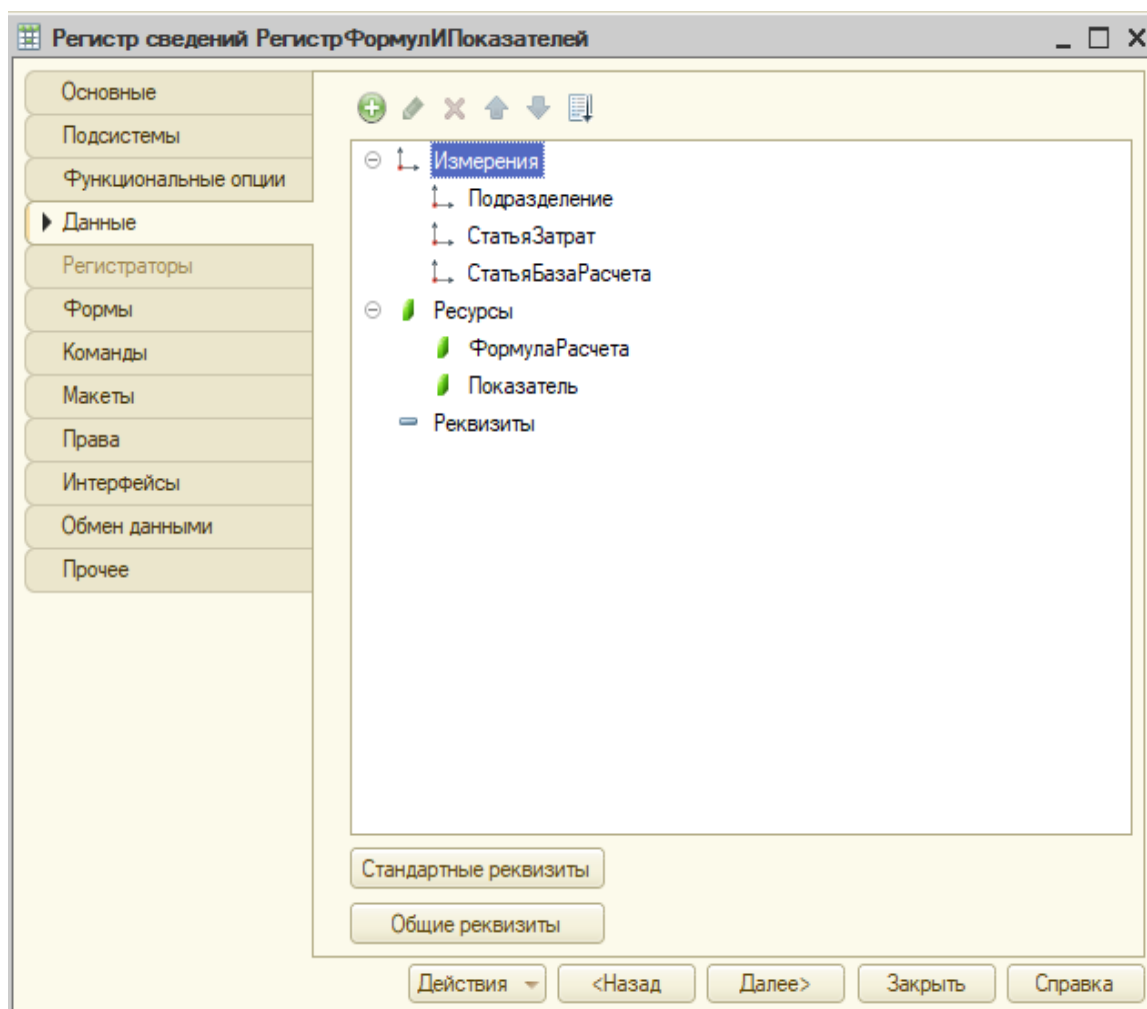 Регистр сведений РегистрФормулИПоказателей
Основные
Подсистемы
Функциональные опции
Данные
Регистраторы
Формы
Команды
Макеты
Права
Интерфейсы
Обмен данными
Прочее
Измерения
Подразделение
СтатьяЗатрат
СтатьяБазаРасчета
Ресурсы
ФормулаРасчета
Показатель
Реквизиты
Стандартные реквизиты
Общие реквизиты
Действия <Назад Далее> Закрыть Справка